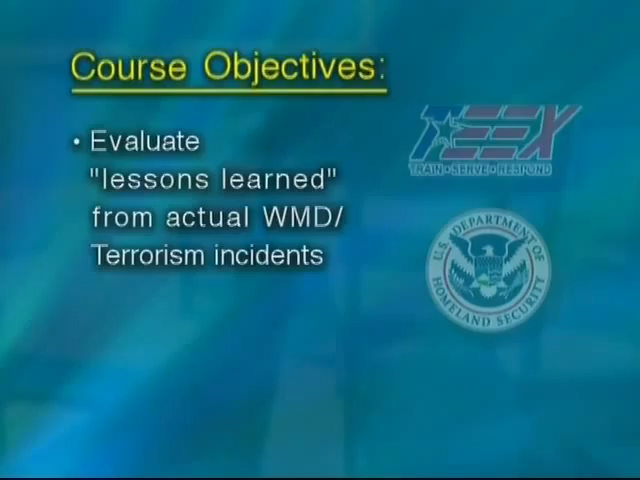 Course Objectives:
• Evaluate
"lessons learned"
from actual WMD/
Terrorism incidents
TEEX
TRAIN • SERVE • RESPOND
U.S. DEPARTMENT OF
HOMELAND SECURITY